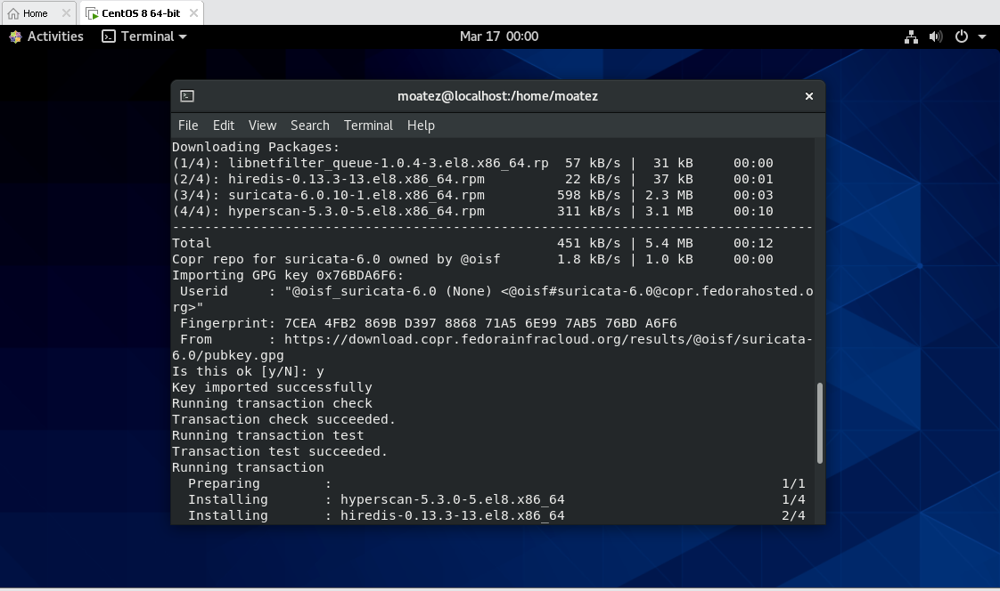 Home
CentOS 8 64-bit
Activities
Terminal
Mar 17 00:00
moatez@localhost:/home/moatez
File Edit View Search Terminal Help
Downloading Packages:
(1/4): libnetfilter_queue-1.0.4-3.el8.x86_64.rp  57 kB/s |  31 kB     00:00
(2/4): hiredis-0.13.3-13.el8.x86_64.rpm          22 kB/s |  37 kB     00:01
(3/4): suricata-6.0.10-1.el8.x86_64.rpm         598 kB/s | 2.3 MB     00:03
(4/4): hyperscan-5.3.0-5.el8.x86_64.rpm         311 kB/s | 3.1 MB     00:10
--------------------------------------------------------------------------------
Total                                           451 kB/s | 5.4 MB     00:12
Copr repo for suricata-6.0 owned by @oisf       1.8 kB/s | 1.0 kB     00:00
Importing GPG key 0x76BDA6F6:
 Userid     : "@oisf_suricata-6.0 (None) <@oisf#suricata-6.0@copr.fedorahosted.o
rg>"
 Fingerprint: 7CEA 4FB2 869B D397 8868 71A5 6E99 7AB5 76BD A6F6
 From       : https://download.copr.fedorainfracloud.org/results/@oisf/suricata-
6.0/pubkey.gpg
Is this ok [y/N]: y
Key imported successfully
Running transaction check
Transaction check succeeded.
Running transaction test
Transaction test succeeded.
Running transaction
  Preparing        :                                                        1/1
  Installing       : hyperscan-5.3.0-5.el8.x86_64                           1/4
  Installing       : hiredis-0.13.3-13.el8.x86_64                           2/4